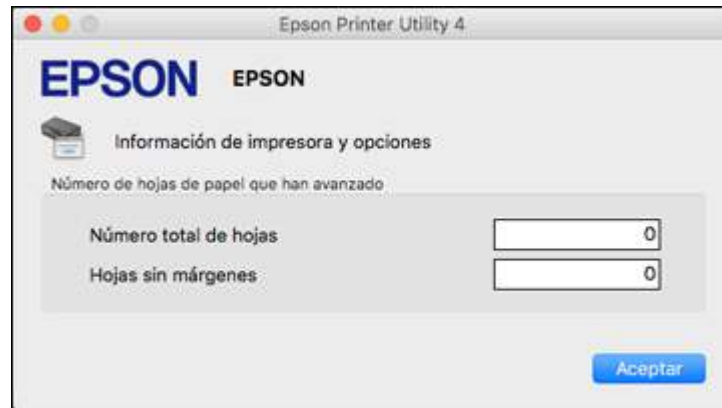 Epson Printer Utility 4
EPSON EPSON
Información de impresora y opciones
Número de hojas de papel que han avanzado
Número total de hojas 0
Hojas sin márgenes 0
Aceptar